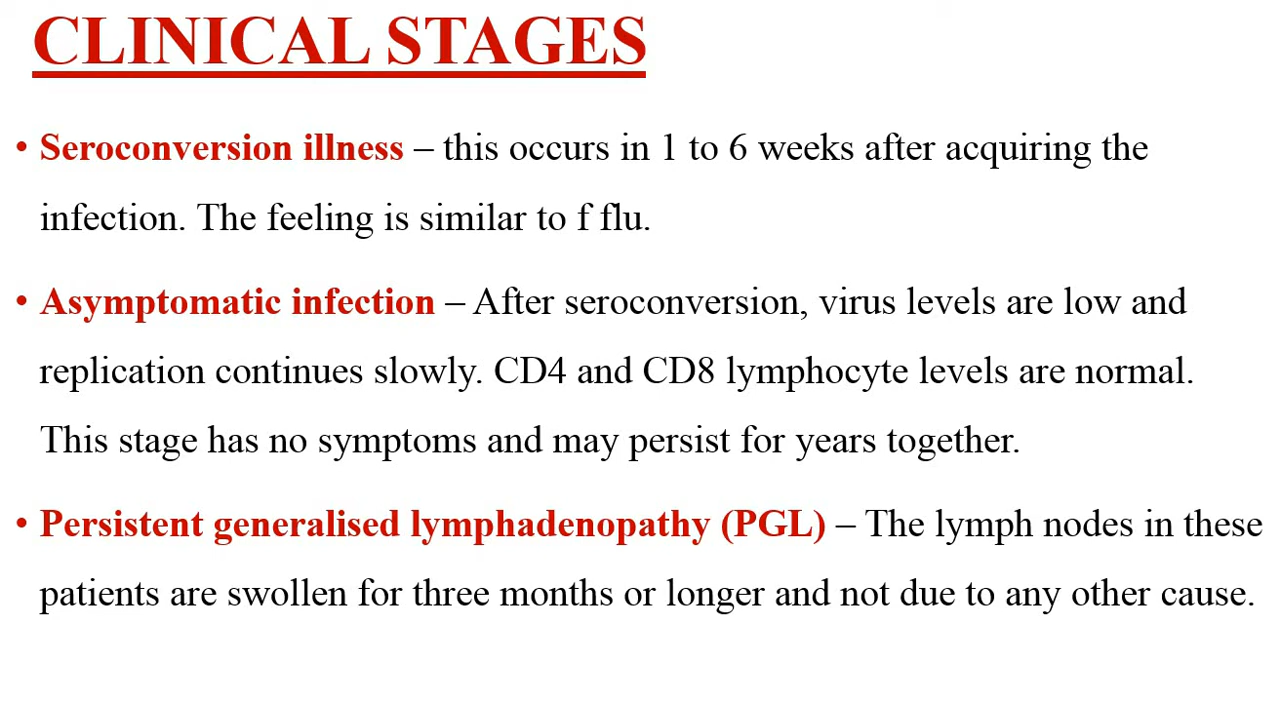 CLINICAL STAGES
• Seroconversion illness – this occurs in 1 to 6 weeks after acquiring the
infection. The feeling is similar to f flu.
• Asymptomatic infection – After seroconversion, virus levels are low and
replication continues slowly. CD4 and CD8 lymphocyte levels are normal.
This stage has no symptoms and may persist for years together.
• Persistent generalised lymphadenopathy (PGL) – The lymph nodes in these
patients are swollen for three months or longer and not due to any other cause.